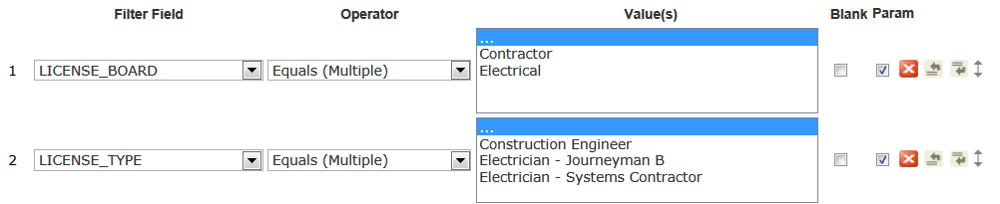 Filter Field Operator Value(s) Blank Param
1 LICENSE_BOARD Equals (Multiple) ...
Contractor
Electrical
2 LICENSE_TYPE Equals (Multiple) ...
Construction Engineer
Electrician - Journeyman B
Electrician - Systems Contractor